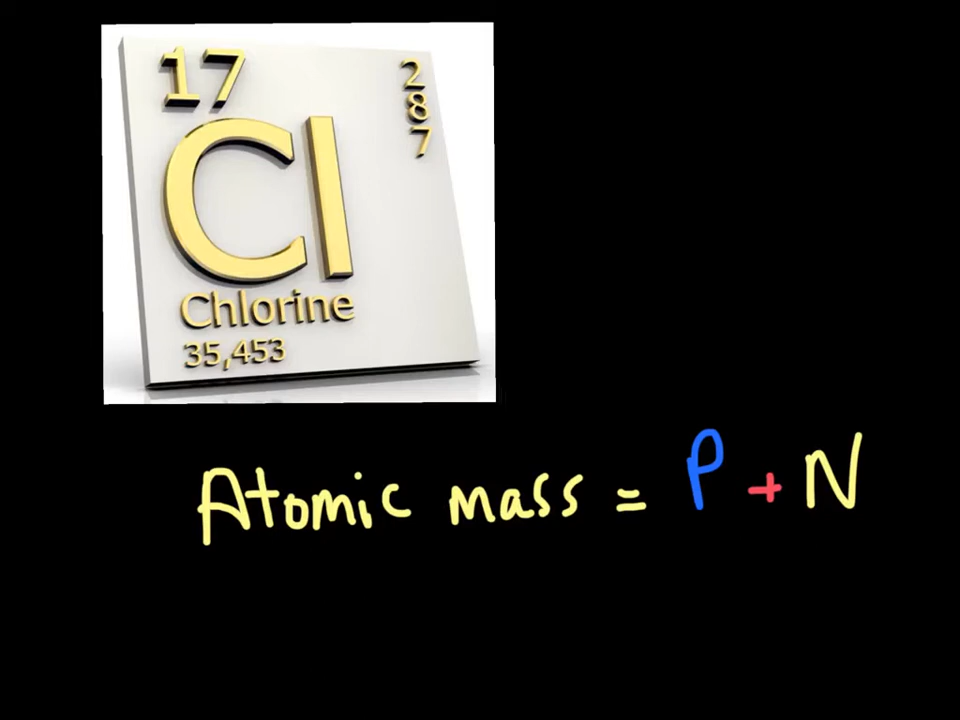 17
2
8
7
Cl
Chlorine
35,453
Atomic mass = P + N